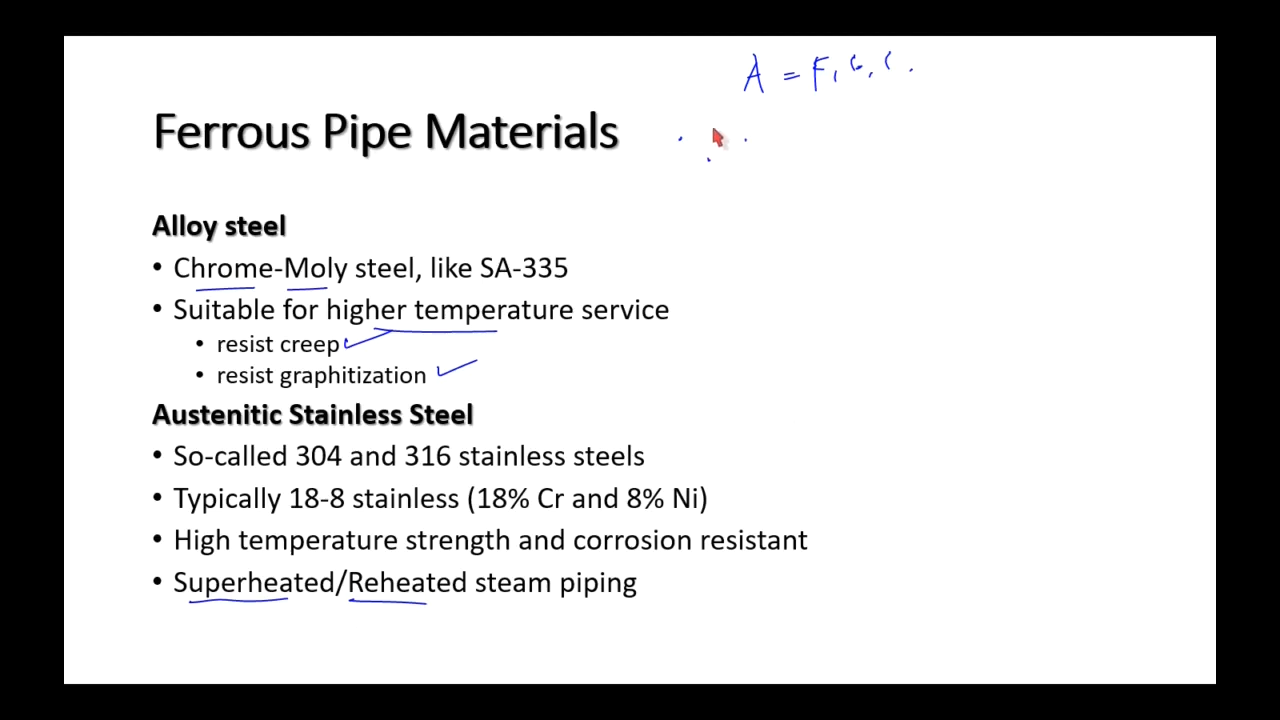 A = F, G, C.
Ferrous Pipe Materials
Alloy steel
• Chrome-Moly steel, like SA-335
• Suitable for higher temperature service
• resist creep
• resist graphitization
Austenitic Stainless Steel
• So-called 304 and 316 stainless steels
• Typically 18-8 stainless (18% Cr and 8% Ni)
• High temperature strength and corrosion resistant
• Superheated/Reheated steam piping